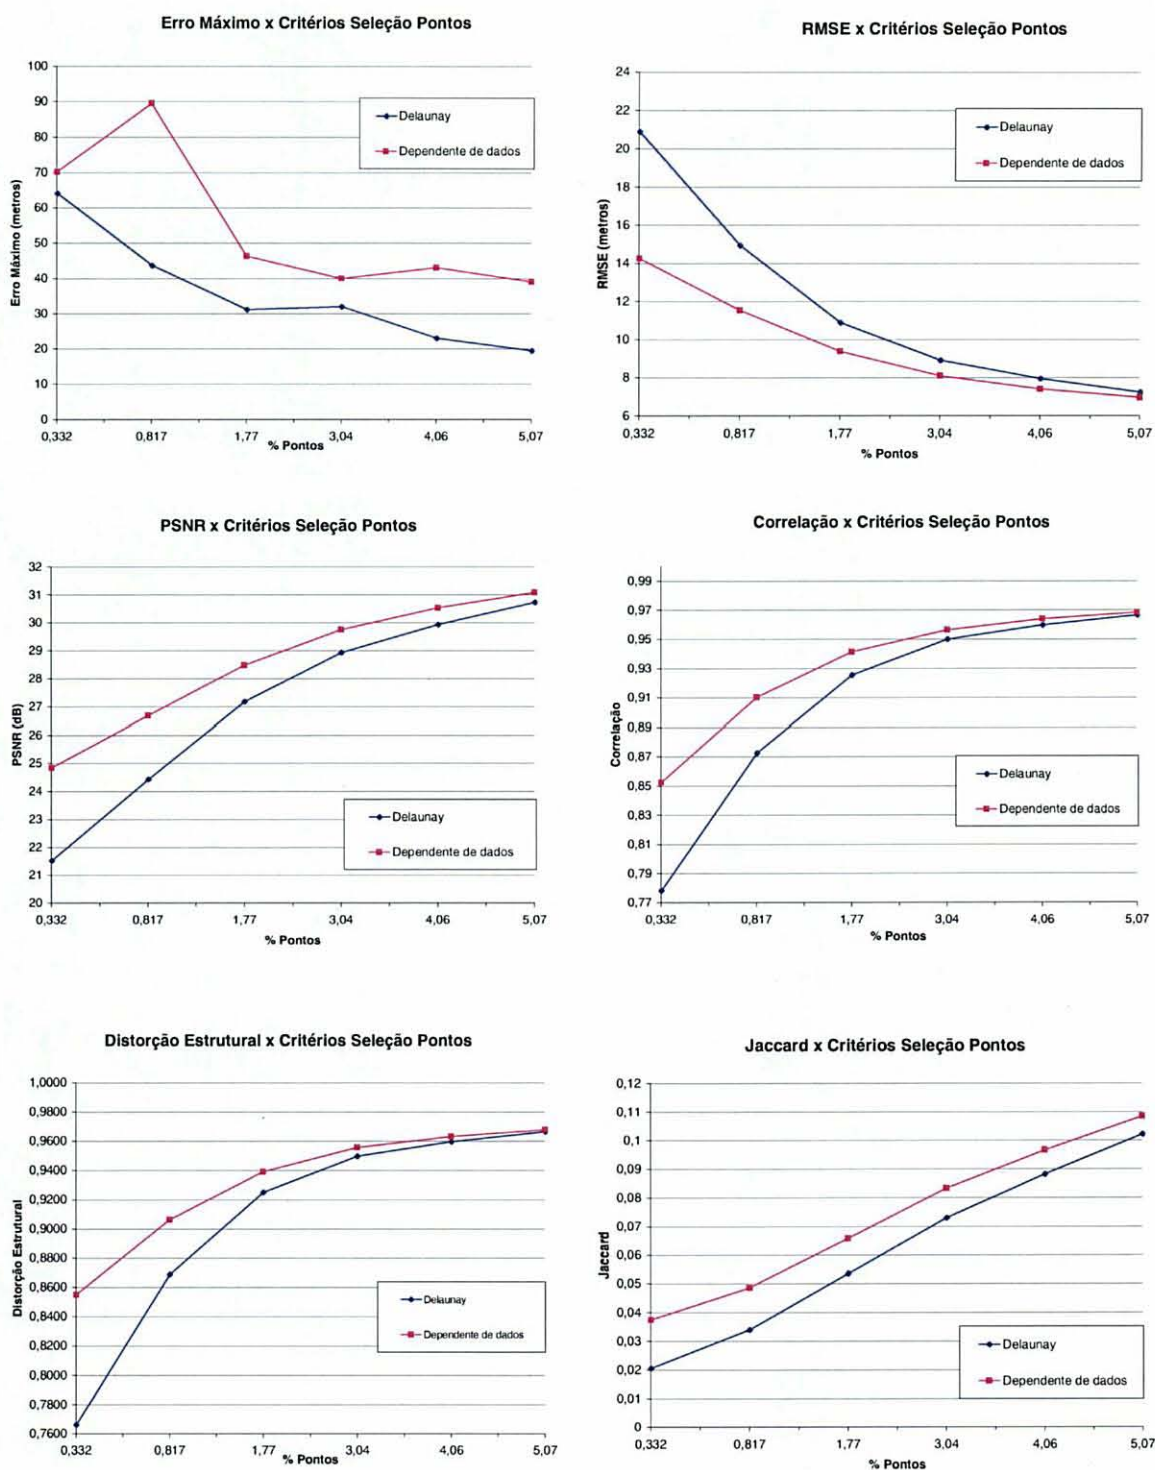 Erro Máximo x Critérios Seleção Pontos
Erro Máximo (metros)
100
90
80
70
60
50
40
30
20
10
0
Delaunay
Dependente de dados
0,332 0,817 1,77 3,04 4,06 5,07
% Pontos
RMSE x Critérios Seleção Pontos
RMSE (metros)
24
22
20
18
16
14
12
10
8
6
Delaunay
Dependente de dados
0,332 0,817 1,77 3,04 4,06 5,07
% Pontos
PSNR x Critérios Seleção Pontos
PSNR (dB)
32
31
30
29
28
27
26
25
24
23
22
21
20
Delaunay
Dependente de dados
0,332 0,817 1,77 3,04 4,06 5,07
% Pontos
Correlação x Critérios Seleção Pontos
Correlação
0,99
0,97
0,95
0,93
0,91
0,89
0,87
0,85
0,83
0,81
0,79
0,77
Delaunay
Dependente de dados
0,332 0,817 1,77 3,04 4,06 5,07
% Pontos
Distorção Estrutural x Critérios Seleção Pontos
Distorção Estrutural
1,0000
0,9800
0,9600
0,9400
0,9200
0,9000
0,8800
0,8600
0,8400
0,8200
0,8000
0,7800
0,7600
Delaunay
Dependente de dados
0,332 0,817 1,77 3,04 4,06 5,07
% Pontos
Jaccard x Critérios Seleção Pontos
Jaccard
0,12
0,11
0,1
0,09
0,08
0,07
0,06
0,05
0,04
0,03
0,02
0,01
0
Delaunay
Dependente de dados
0,332 0,817 1,77 3,04 4,06 5,07
% Pontos